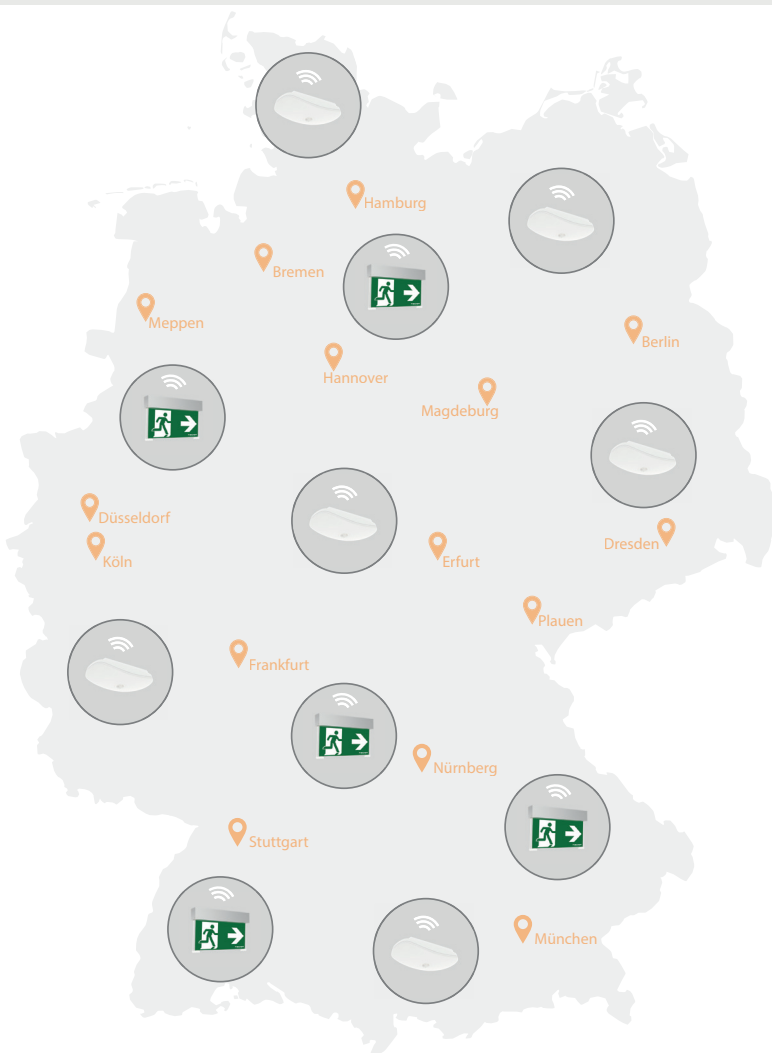 Hamburg
Bremen
Meppen
Berlin
Hannover
Magdeburg
Düsseldorf
Dresden
Köln
Erfurt
Plauen
Frankfurt
Nürnberg
Stuttgart
München